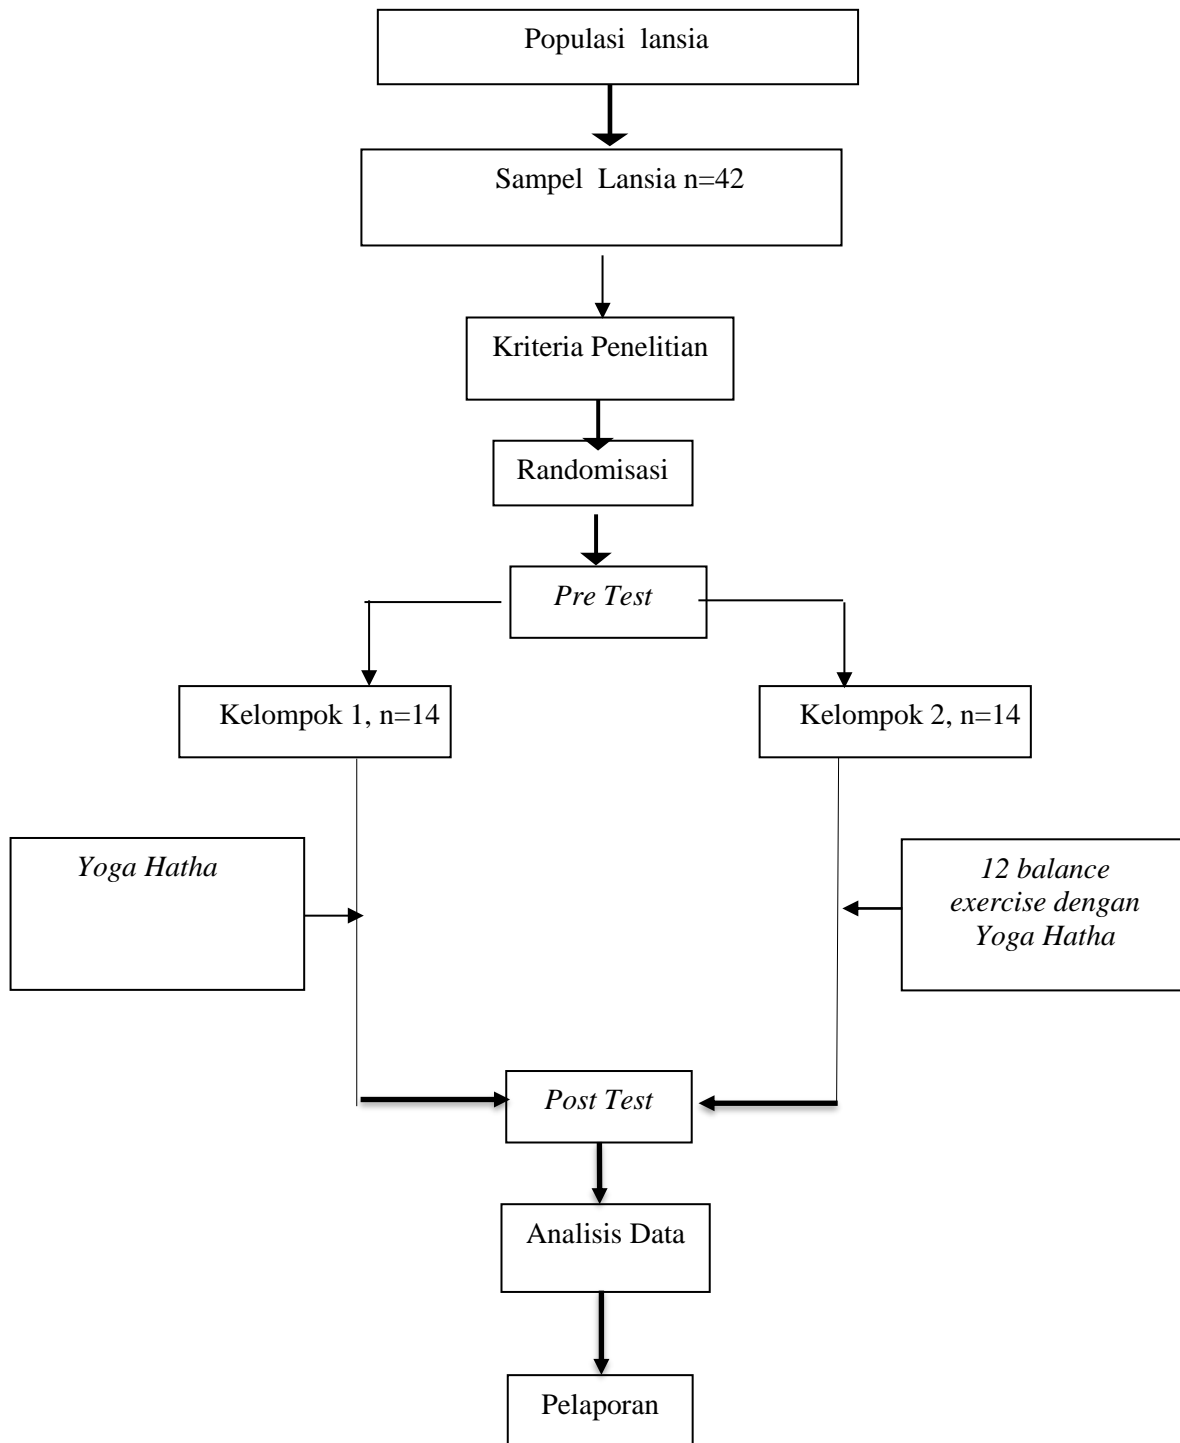 Populasi lansia
Sampel Lansia n=42
Kriteria Penelitian
Randomisasi
Pre Test
Kelompok 1, n=14
Kelompok 2, n=14
Yoga Hatha
12 balance
exercise dengan
Yoga Hatha
Post Test
Analisis Data
Pelaporan